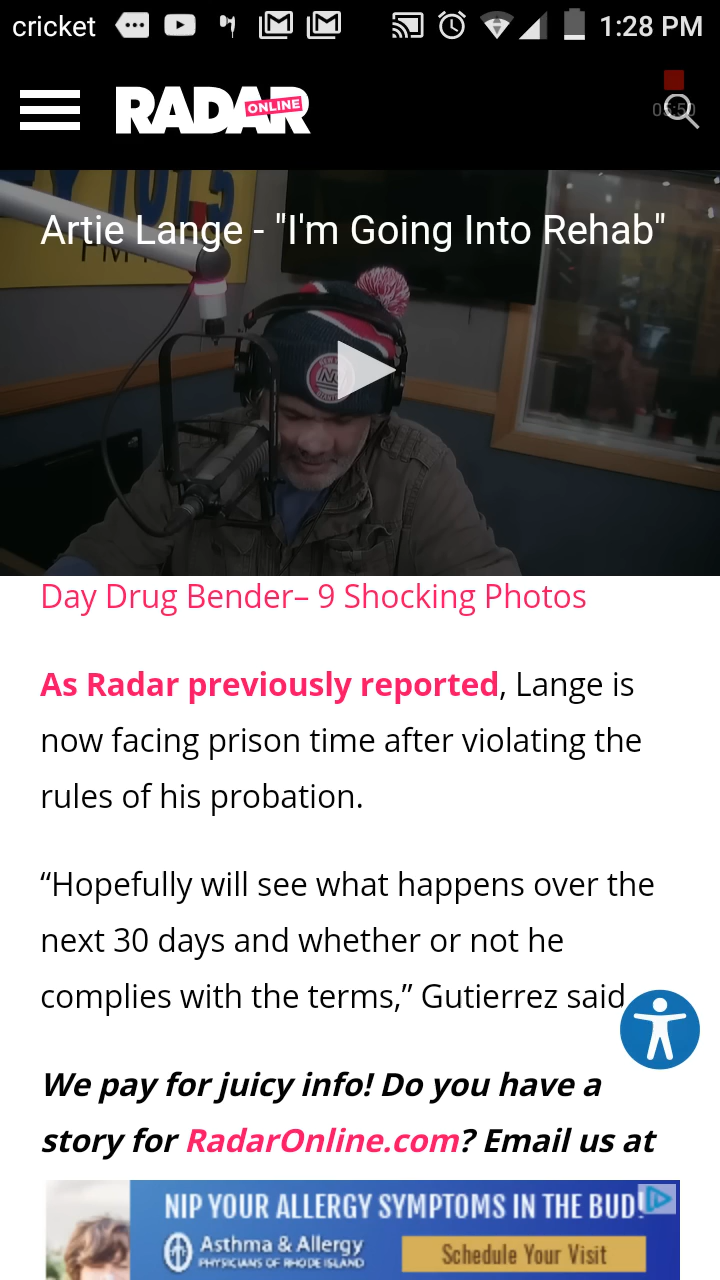 cricket 1:28 PM
RADAR ONLINE
05:50
Artie Lange - "I'm Going Into Rehab"
Day Drug Bender– 9 Shocking Photos
As Radar previously reported, Lange is
now facing prison time after violating the
rules of his probation.
“Hopefully will see what happens over the
next 30 days and whether or not he
complies with the terms,” Gutierrez said
We pay for juicy info! Do you have a
story for RadarOnline.com? Email us at
NIP YOUR ALLERGY SYMPTOMS IN THE BUD!
Asthma & Allergy
PHYSICIANS OF RHODE ISLAND
Schedule Your Visit